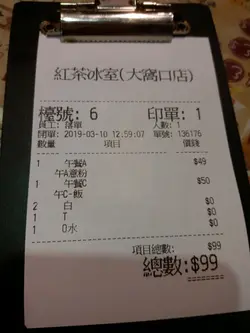 紅茶冰室(大窩口店)
檯號: 6 印單: 1
員工: 落單 人數: 1
開單: 2019-03-10 12:59:07 單號: 136176
數量 項目 價錢
1 午餐A $49
午A意粉
1 午餐C $50
午C-飯
2 白 $0
1 T $0
1 O水 $0
項目總數: $99
總數:$99